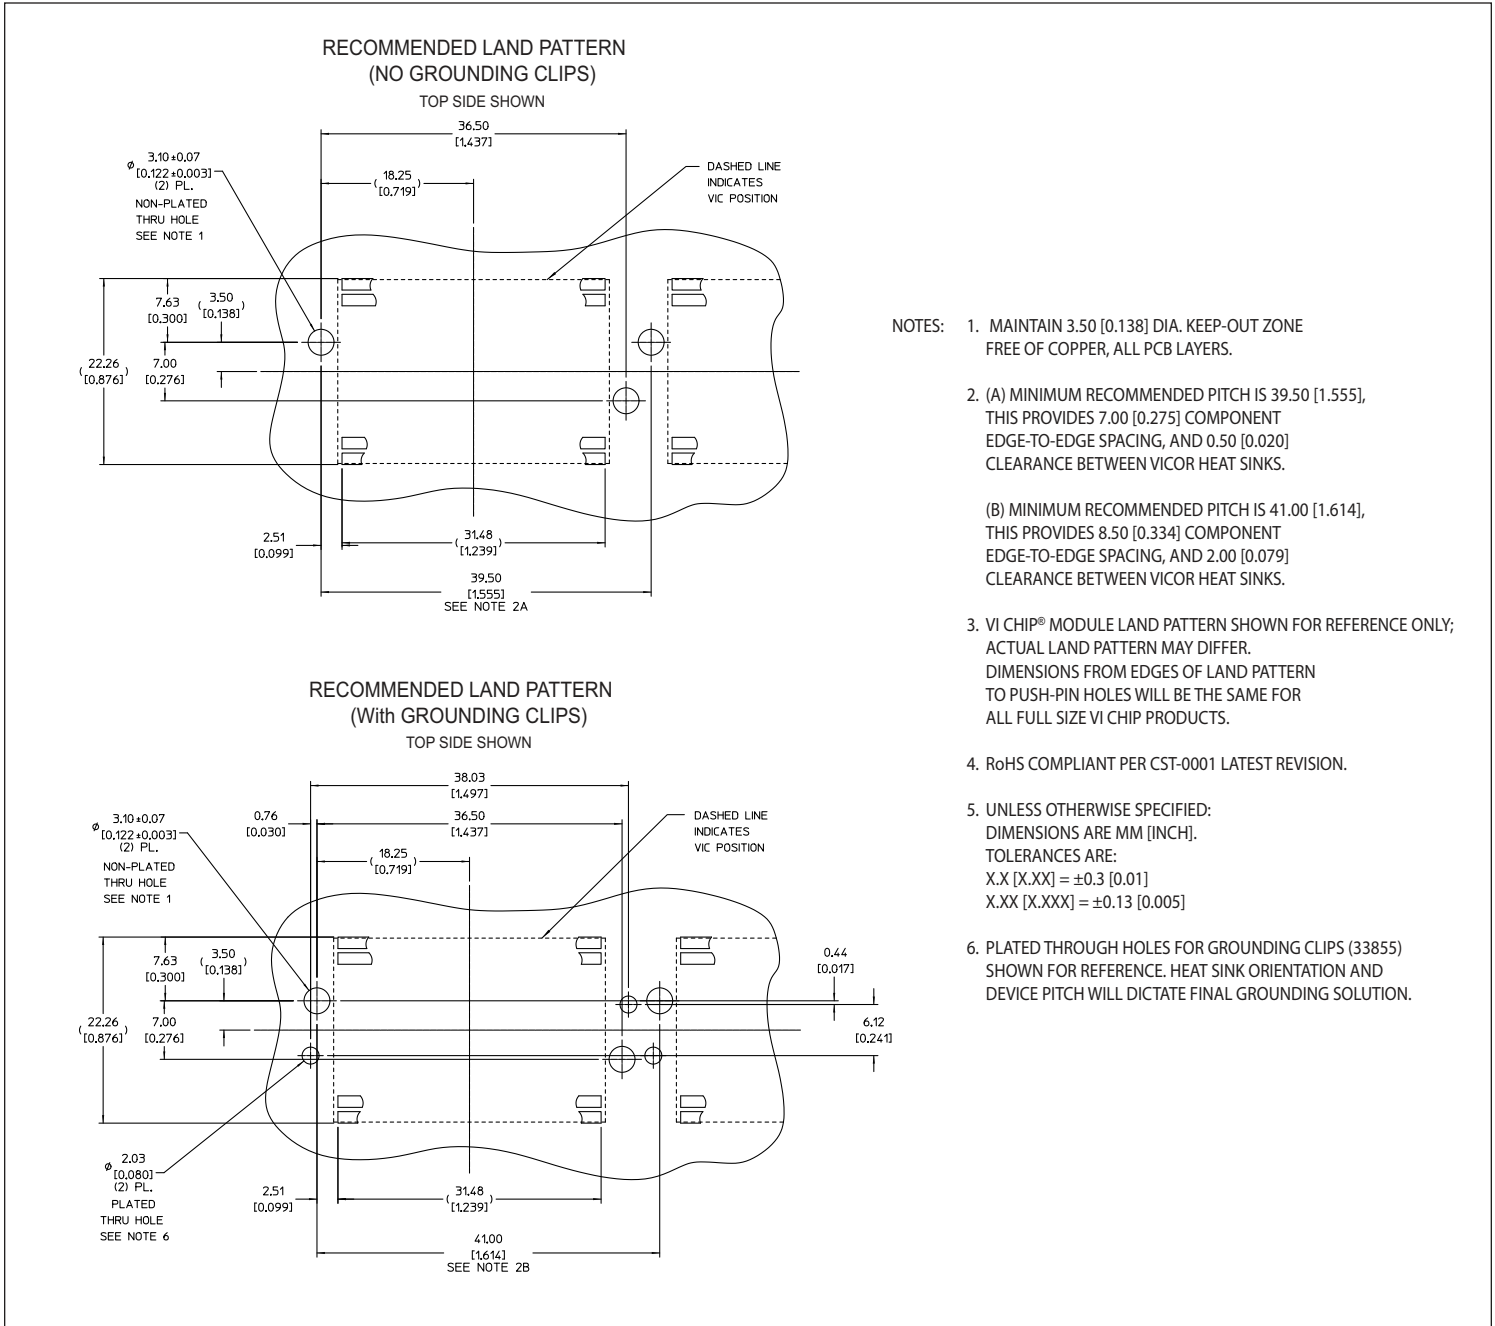 RECOMMENDED LAND PATTERN
(NO GROUNDING CLIPS)
TOP SIDE SHOWN
36.50
[1.437]
18.25
[0.719]
ø 3.10±0.07
[0.122±0.003]
(2) PL.
NON-PLATED
THRU HOLE
SEE NOTE 1
DASHED LINE
INDICATES
VIC POSITION
7.63
[0.300]
(3.50)
[0.138]
(22.26)
[0.876]
7.00
[0.276]
2.51
[0.099]
(31.48)
[1.239]
39.50
[1.555]
SEE NOTE 2A
RECOMMENDED LAND PATTERN
(With GROUNDING CLIPS)
TOP SIDE SHOWN
38.03
[1.497]
0.76
[0.030]
36.50
[1.437]
(18.25)
[0.719]
ø 3.10±0.07
[0.122±0.003]
(2) PL.
NON-PLATED
THRU HOLE
SEE NOTE 1
DASHED LINE
INDICATES
VIC POSITION
7.63
[0.300]
(3.50)
[0.138]
0.44
[0.017]
(22.26)
[0.876]
7.00
[0.276]
6.12
[0.241]
ø 2.03
[0.080]
(2) PL.
PLATED
THRU HOLE
SEE NOTE 6
2.51
[0.099]
(31.48)
[1.239]
41.00
[1.614]
SEE NOTE 2B
NOTES: 1. MAINTAIN 3.50 [0.138] DIA. KEEP-OUT ZONE
FREE OF COPPER, ALL PCB LAYERS.
2. (A) MINIMUM RECOMMENDED PITCH IS 39.50 [1.555],
THIS PROVIDES 7.00 [0.275] COMPONENT
EDGE-TO-EDGE SPACING, AND 0.50 [0.020]
CLEARANCE BETWEEN VICOR HEAT SINKS.
(B) MINIMUM RECOMMENDED PITCH IS 41.00 [1.614],
THIS PROVIDES 8.50 [0.334] COMPONENT
EDGE-TO-EDGE SPACING, AND 2.00 [0.079]
CLEARANCE BETWEEN VICOR HEAT SINKS.
3. VI CHIP® MODULE LAND PATTERN SHOWN FOR REFERENCE ONLY;
ACTUAL LAND PATTERN MAY DIFFER.
DIMENSIONS FROM EDGES OF LAND PATTERN
TO PUSH-PIN HOLES WILL BE THE SAME FOR
ALL FULL SIZE VI CHIP PRODUCTS.
4. RoHS COMPLIANT PER CST-0001 LATEST REVISION.
5. UNLESS OTHERWISE SPECIFIED:
DIMENSIONS ARE MM [INCH].
TOLERANCES ARE:
X.X [X.XX] = ±0.3 [0.01]
X.XX [X.XXX] = ±0.13 [0.005]
6. PLATED THROUGH HOLES FOR GROUNDING CLIPS (33855)
SHOWN FOR REFERENCE. HEAT SINK ORIENTATION AND
DEVICE PITCH WILL DICTATE FINAL GROUNDING SOLUTION.